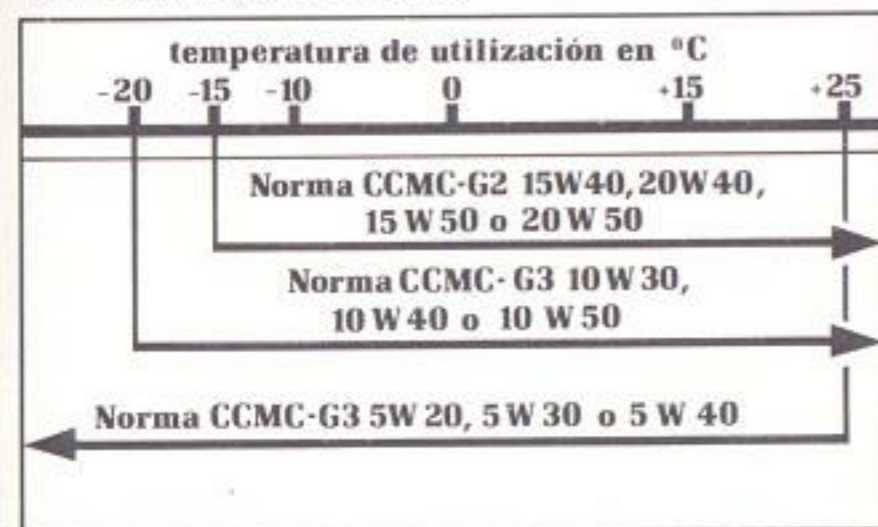 temperatura de utilización en °C
-20 -15 -10 0 +15 +25
Norma CCMC-G2 15W40, 20W40,
15 W 50 o 20 W 50
Norma CCMC-G3 10 W 30,
10 W 40 o 10 W 50
Norma CCMC-G3 5W 20, 5 W 30 o 5 W 40